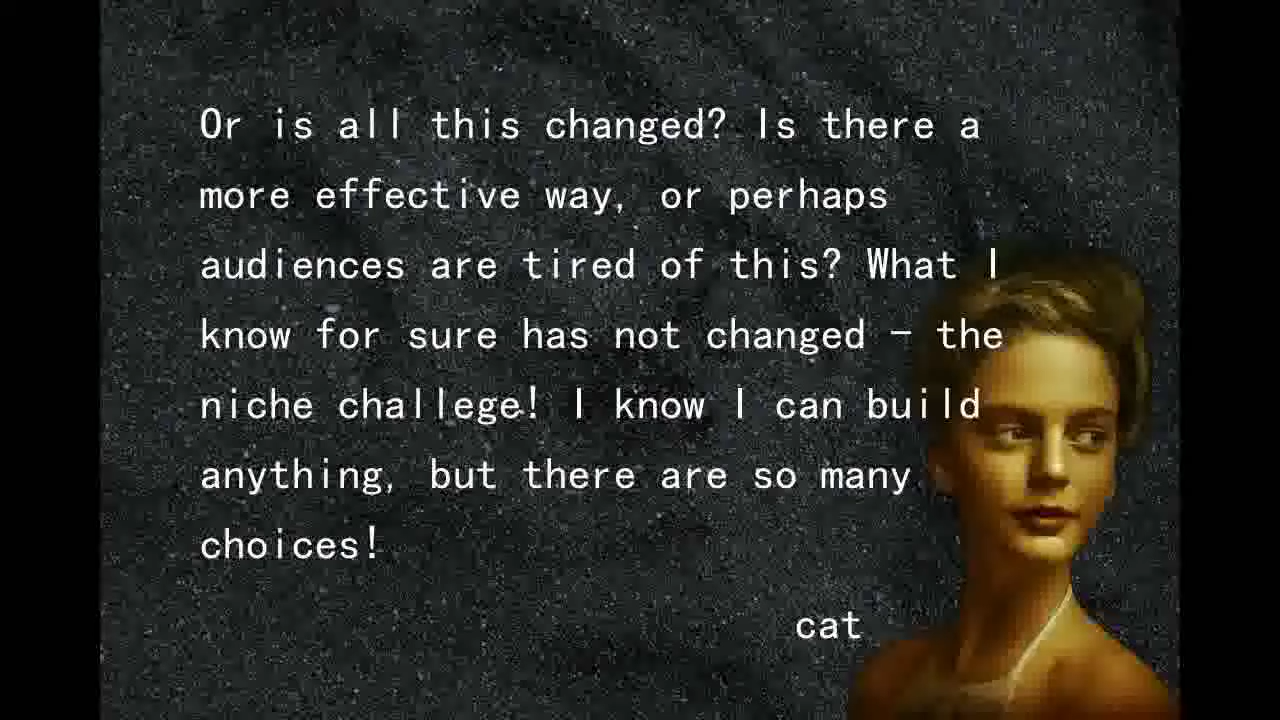 Or is all this changed? Is there a
more effective way, or perhaps
audiences are tired of this? What I
know for sure has not changed – the
niche challege! I know I can build
anything, but there are so many
choices!
cat